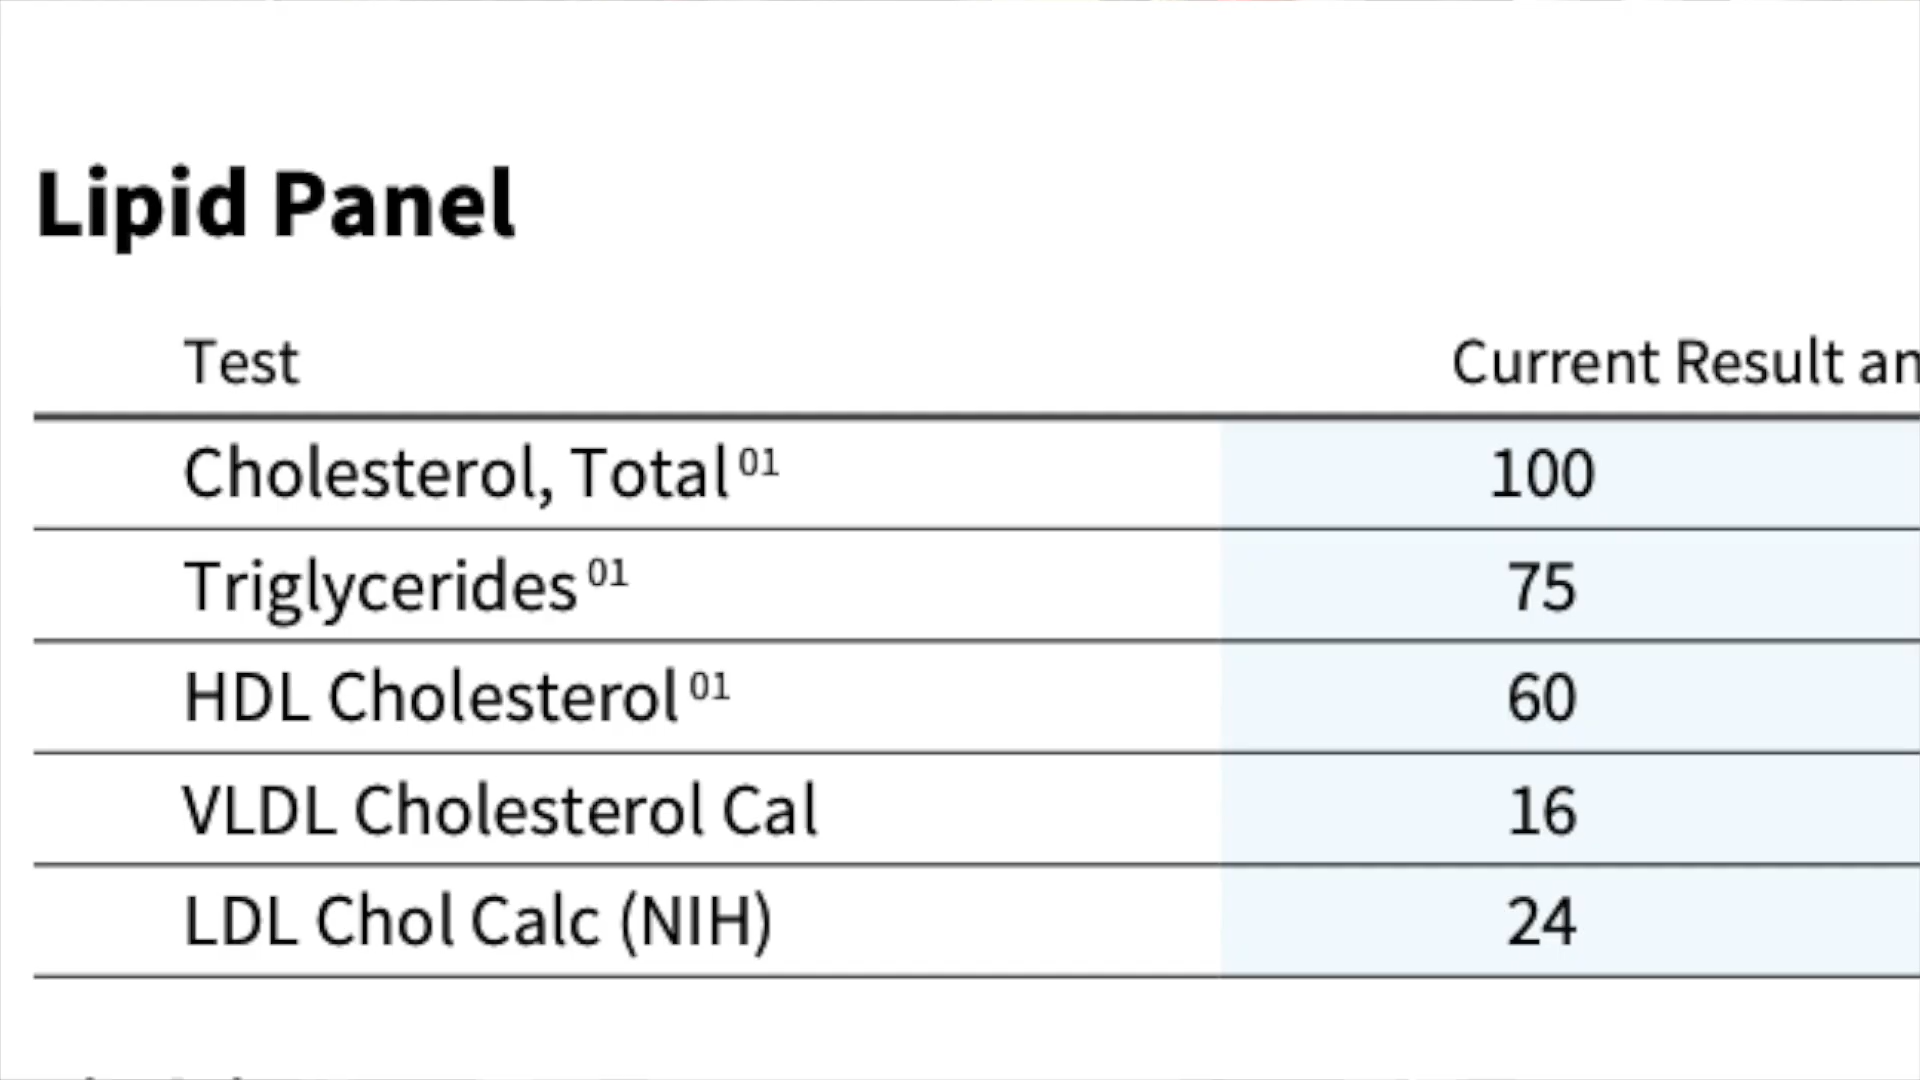 Lipid Panel
Test Current Result an
Cholesterol, Total 01 100
Triglycerides 01 75
HDL Cholesterol 01 60
VLDL Cholesterol Cal 16
LDL Chol Calc (NIH) 24